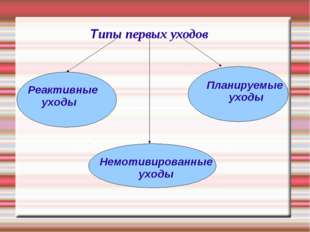 Типы первых уходов
Реактивные
уходы
Планируемые
уходы
Немотивированные
уходы